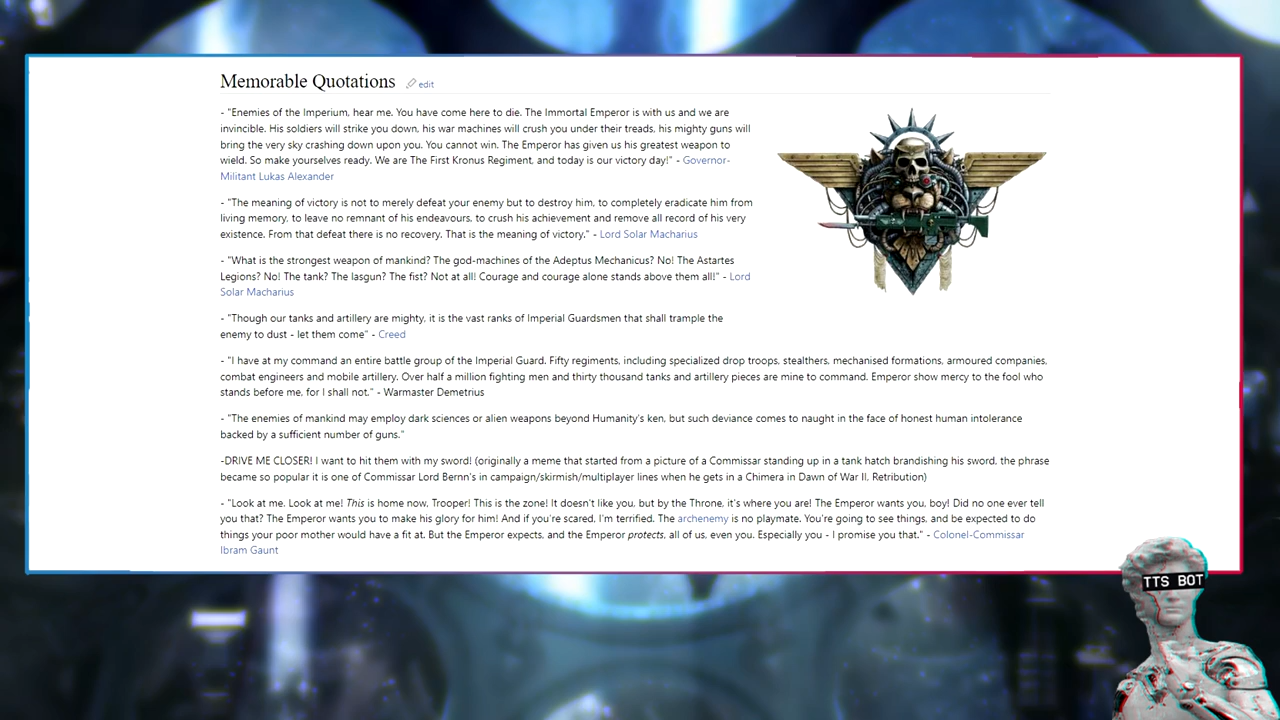 Memorable Quotations edit
- "Enemies of the Imperium, hear me. You have come here to die. The Immortal Emperor is with us and we are
invincible. His soldiers will strike you down, his war machines will crush you under their treads, his mighty guns will
bring the very sky crashing down upon you. You cannot win. The Emperor has given us his greatest weapon to
wield. So make yourselves ready. We are The First Kronus Regiment, and today is our victory day!" - Governor-
Militant Lukas Alexander
- "The meaning of victory is not to merely defeat your enemy but to destroy him, to completely eradicate him from
living memory, to leave no remnant of his endeavours, to crush his achievement and remove all record of his very
existence. From that defeat there is no recovery. That is the meaning of victory." - Lord Solar Macharius
- "What is the strongest weapon of mankind? The god-machines of the Adeptus Mechanicus? No! The Astartes
Legions? No! The tank? The lasgun? The fist? Not at all! Courage and courage alone stands above them all!" - Lord
Solar Macharius
- "Though our tanks and artillery are mighty, it is the vast ranks of Imperial Guardsmen that shall trample the
enemy to dust - let them come" - Creed
- "I have at my command an entire battle group of the Imperial Guard. Fifty regiments, including specialized drop troops, stealthers, mechanised formations, armoured companies,
combat engineers and mobile artillery. Over half a million fighting men and thirty thousand tanks and artillery pieces are mine to command. Emperor show mercy to the fool who
stands before me, for I shall not." - Warmaster Demetrius
- "The enemies of mankind may employ dark sciences or alien weapons beyond Humanity's ken, but such deviance comes to naught in the face of honest human intolerance
backed by a sufficient number of guns."
-DRIVE ME CLOSER! I want to hit them with my sword! (originally a meme that started from a picture of a Commissar standing up in a tank hatch brandishing his sword, the phrase
became so popular it is one of Commissar Lord Bernn's in campaign/skirmish/multiplayer lines when he gets in a Chimera in Dawn of War II, Retribution)
- "Look at me, Look at me! This is home now, Trooper! This is the zone! It doesn't like you, but by the Throne, it's where you are! The Emperor wants you, boy! Did no one ever tell
you that? The Emperor wants you to make his glory for him! And if you're scared, I'm terrified. The archenemy is no playmate. You're going to see things, and be expected to do
things your poor mother would have a fit at. But the Emperor expects, and the Emperor protects, all of us, even you. Especially you - I promise you that." - Colonel-Commissar
Ibram Gaunt
TTS BOT